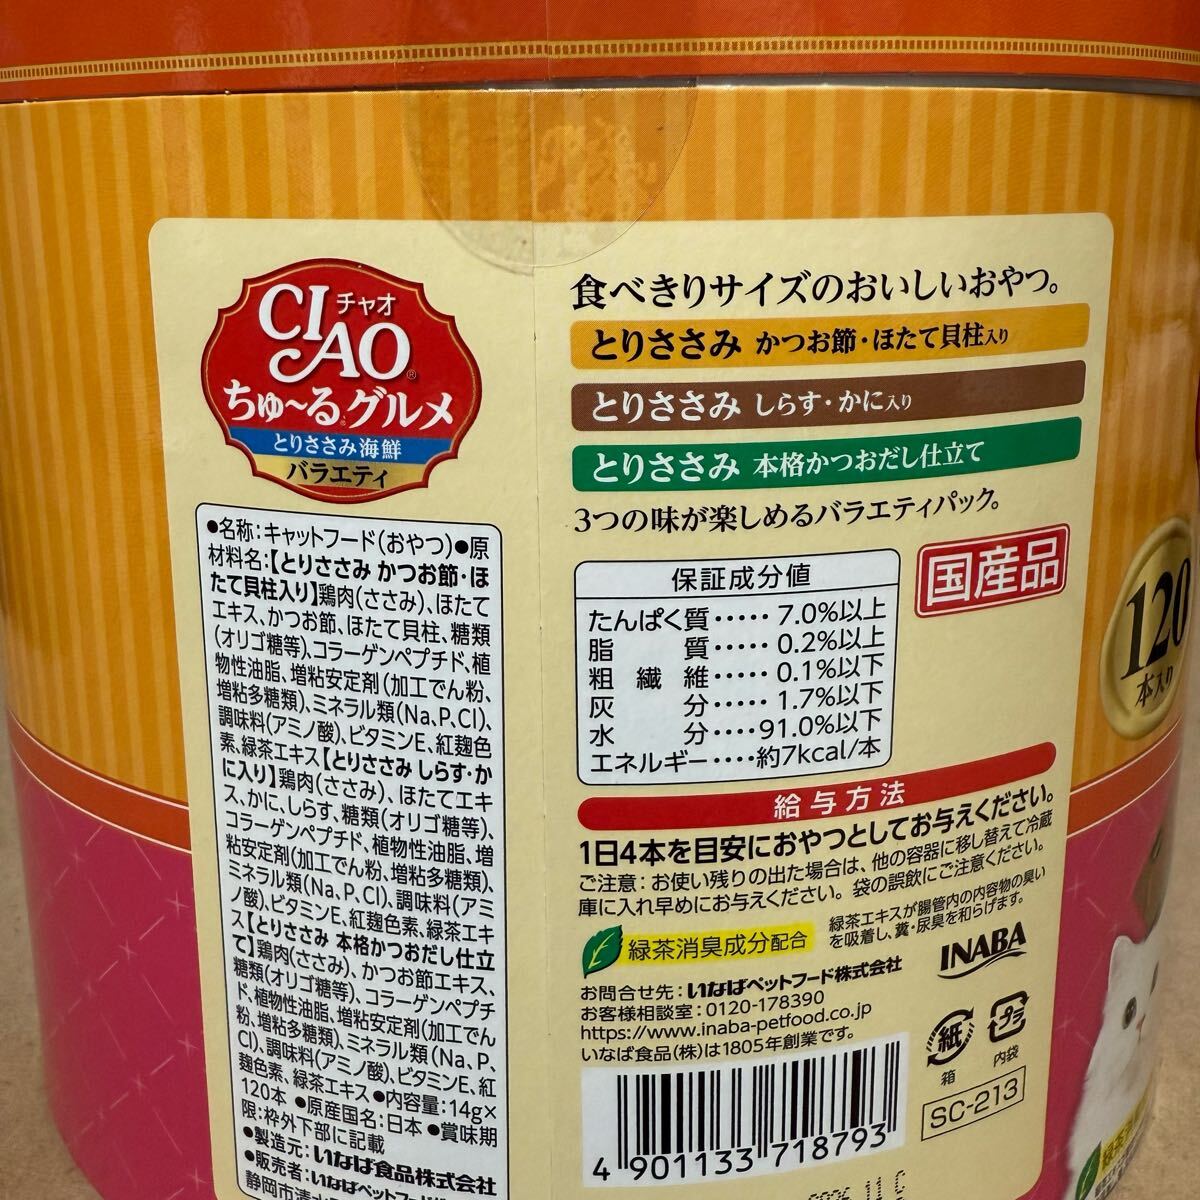 CIAO
チャオ
ちゅ～るグルメ
とりささみ海鮮
バラエティ
●名称:キャットフード(おやつ)●原
材料名:【とりささみ かつお節・ほ
たて貝柱入り】鶏肉(ささみ)、ほたて
エキス、かつお節、ほたて貝柱、糖類
(オリゴ糖等)、コラーゲンペプチド、植
物性油脂、増粘安定剤(加工でん粉、
増粘多糖類)、ミネラル類(Na、P、Cl)、
調味料(アミノ酸)、ビタミンE、紅麹色
素、緑茶エキス【とりささみ しらす・か
に入り】鶏肉(ささみ)、ほたてエキ
ス、かに、しらす、糖類(オリゴ糖等)、
コラーゲンペプチド、植物性油脂、増
粘安定剤(加工でん粉、増粘多糖類)、
ミネラル類(Na、P、Cl)、調味料(アミ
ノ酸)、ビタミンE、紅麹色素、緑茶エキ
ス【とりささみ 本格かつおだし仕立
て】鶏肉(ささみ)、かつお節エキス、
糖類(オリゴ糖等)、コラーゲンペプチ
ド、植物性油脂、増粘安定剤(加工でん
粉、増粘多糖類)、ミネラル類(Na、P、
Cl)、調味料(アミノ酸)、ビタミンE、紅
麹色素、緑茶エキス ●内容量:14g×
120本 ●原産国名:日本 ●賞味期
限:枠外下部に記載
●製造元:いなば食品株式会社
●販売者:いなばペットフード株式会社
静岡市清水
食べきりサイズのおいしいおやつ。
とりささみ かつお節・ほたて貝柱入り
とりささみ しらす・かに入り
とりささみ 本格かつおだし仕立て
3つの味が楽しめるバラエティパック。
保証成分値
たんぱく質・・・・・7.0%以上
脂 質・・・・・0.2%以上
粗 繊 維・・・・・0.1%以下
灰 分・・・・・1.7%以下
水 分・・・・・91.0%以下
エネルギー・・・・約7kcal/本
国産品
120
本入り
給与方法
1日4本を目安におやつとしてお与えください。
ご注意:お使い残りの出た場合は、他の容器に移し替えて冷蔵
庫に入れ早めにお与えください。袋の誤飲にご注意ください。
緑茶消臭成分配合
緑茶エキスが腸管内の内容物の臭い
を吸着し、糞・尿臭を和らげます。
お問合せ先:いなばペットフード株式会社
お客様相談室:0120-178390
https://www.inaba-petfood.co.jp
いなば食品(株)は1805年創業です。
INABA
紙
箱
プラ
内袋
SC-213
4 901133 718793